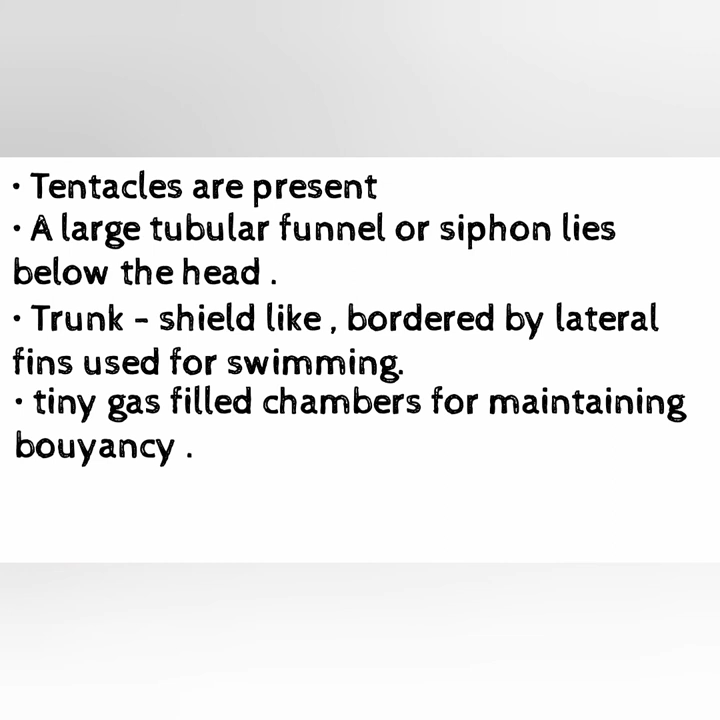 • Tentacles are present
• A large tubular funnel or siphon lies
below the head .
• Trunk - shield like , bordered by lateral
fins used for swimming.
• tiny gas filled chambers for maintaining
bouyancy .